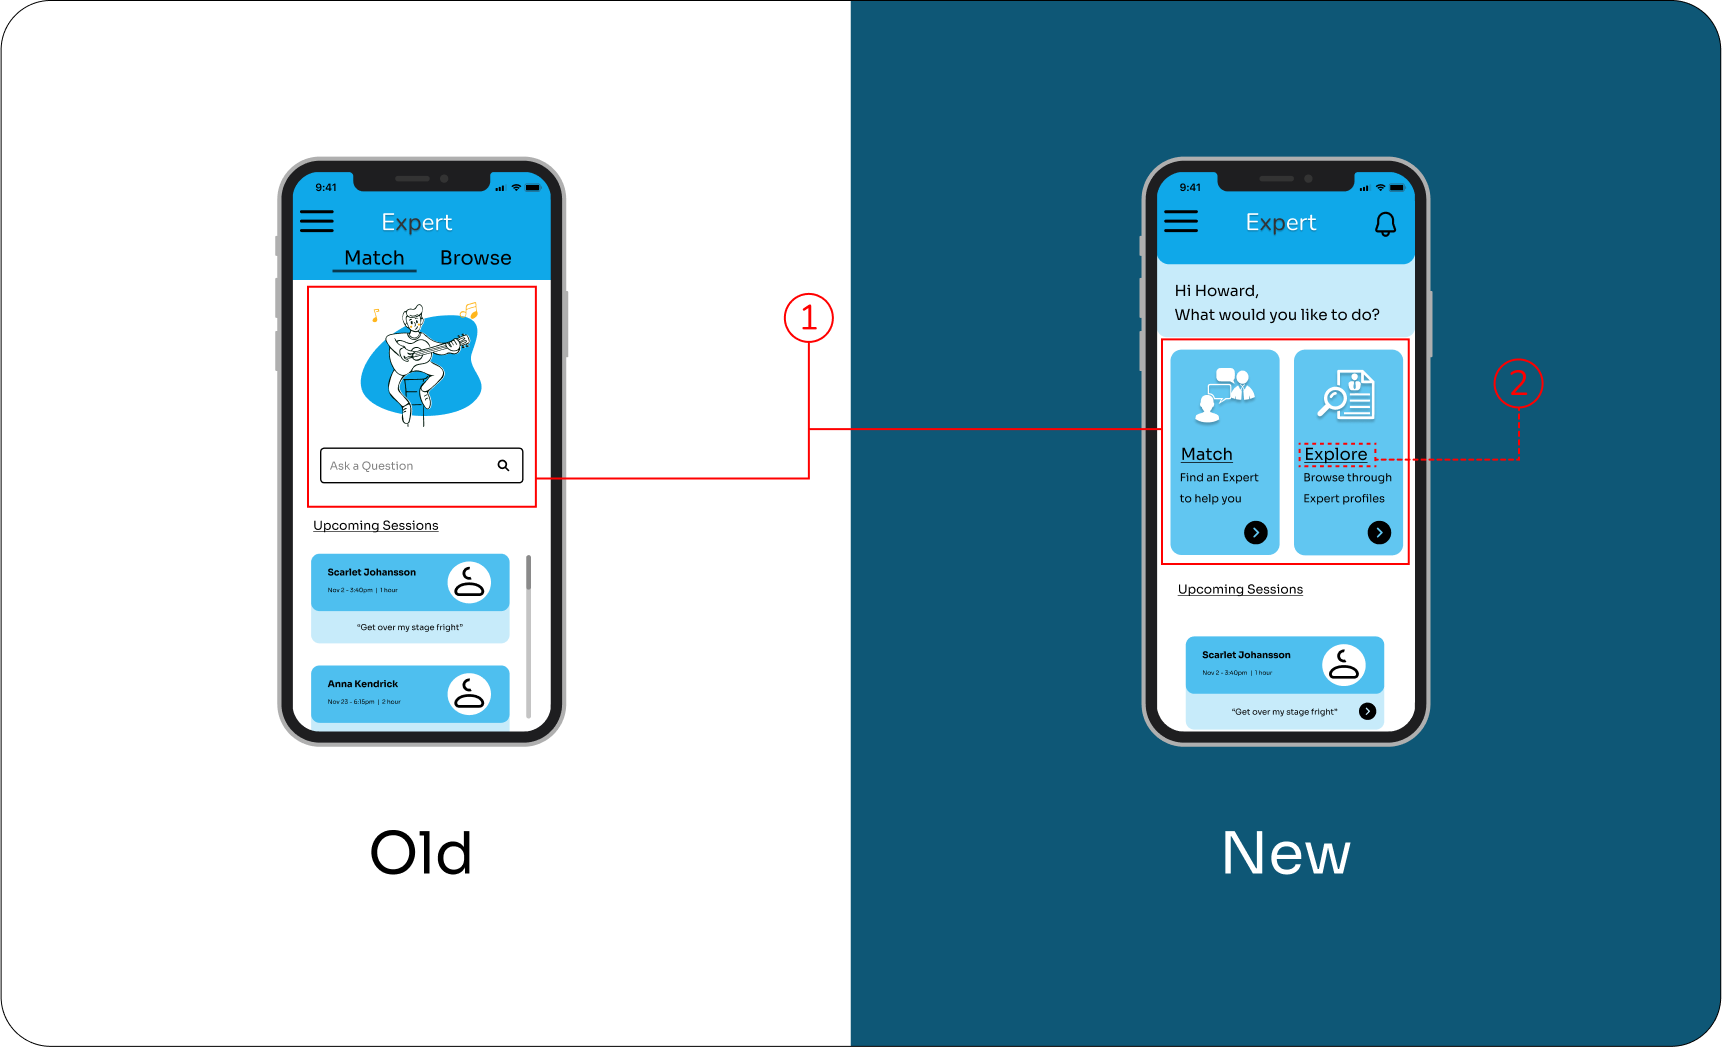 9:41
Expert
Match Browse
Ask a Question
Upcoming Sessions
Scarlet Johansson
Nov 2 - 3:40pm | 1 hour
“Get over my stage fright”
Anna Kendrick
Nov 23 - 6:15pm | 2 hour
Old
1
9:41
Expert
Hi Howard,
What would you like to do?
Match
Find an Expert
to help you
Explore
Browse through
Expert profiles
2
Upcoming Sessions
Scarlet Johansson
Nov 2 - 3:40pm | 1 hour
“Get over my stage fright”
New